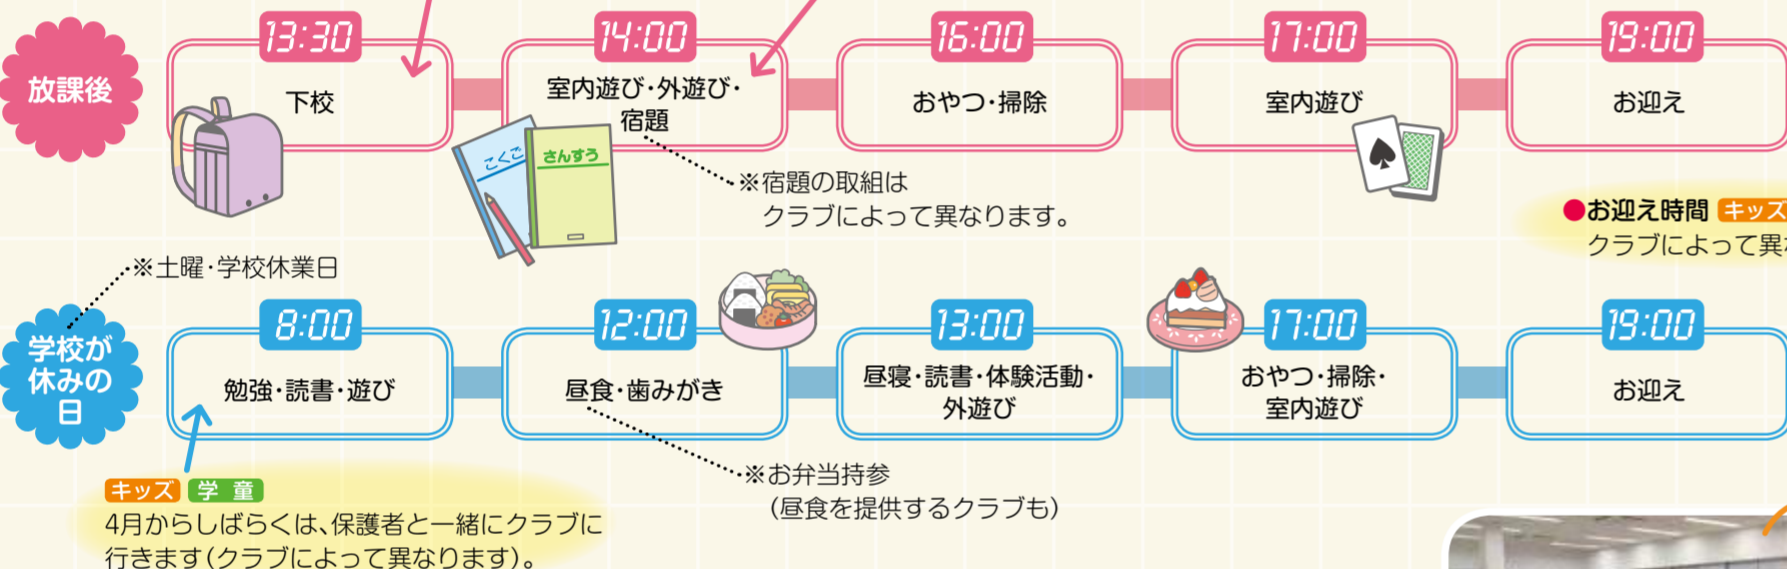 放課後
13:30
下校
14:00
室内遊び・外遊び・
宿題
こくご
さんすう
※宿題の取組は
クラブによって異なります。
16:00
おやつ・掃除
17:00
室内遊び
19:00
お迎え
●お迎え時間 キッズ
クラブによって異な
※土曜・学校休業日
学校が
休みの
日
8:00
勉強・読書・遊び
12:00
昼食・歯みがき
※お弁当持参
(昼食を提供するクラブも)
13:00
昼寝・読書・体験活動・
外遊び
17:00
おやつ・掃除・
室内遊び
19:00
お迎え
キッズ 学童
4月からしばらくは、保護者と一緒にクラブに
行きます(クラブによって異なります)。